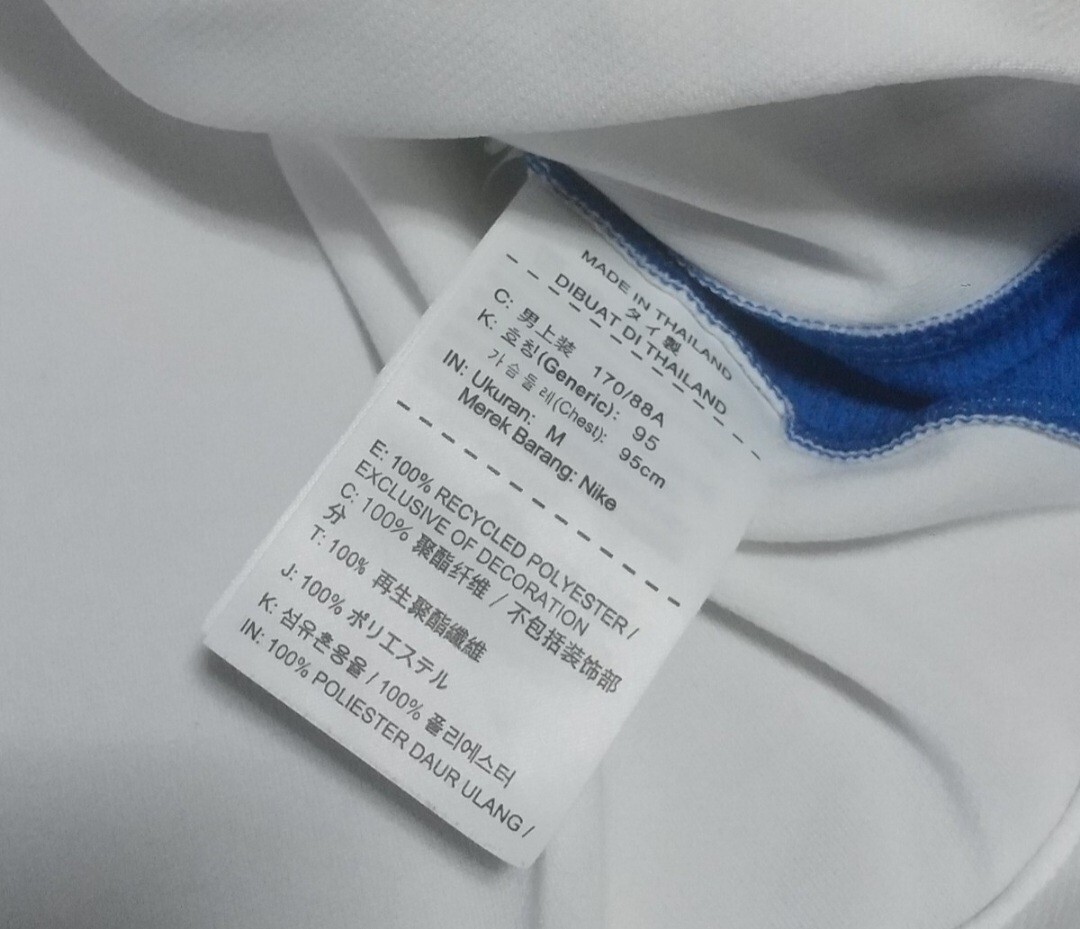 MADE IN THAILAND
タイ製
DIBUAT DI THAILAND
C: 男上装 170/88A
K: 호칭(Generic): 95
가슴둘레(Chest): 95cm
IN: Ukuran: M
Merek Barang: Nike
E: 100% RECYCLED POLYESTER /
EXCLUSIVE OF DECORATION
C: 100% 聚酯纤维 / 不包括装饰部
分
T: 100% 再生聚酯纖維
J: 100% ポリエステル
K: 섬유혼용율 / 100% 폴리에스터
IN: 100% POLIESTER DAUR ULANG /